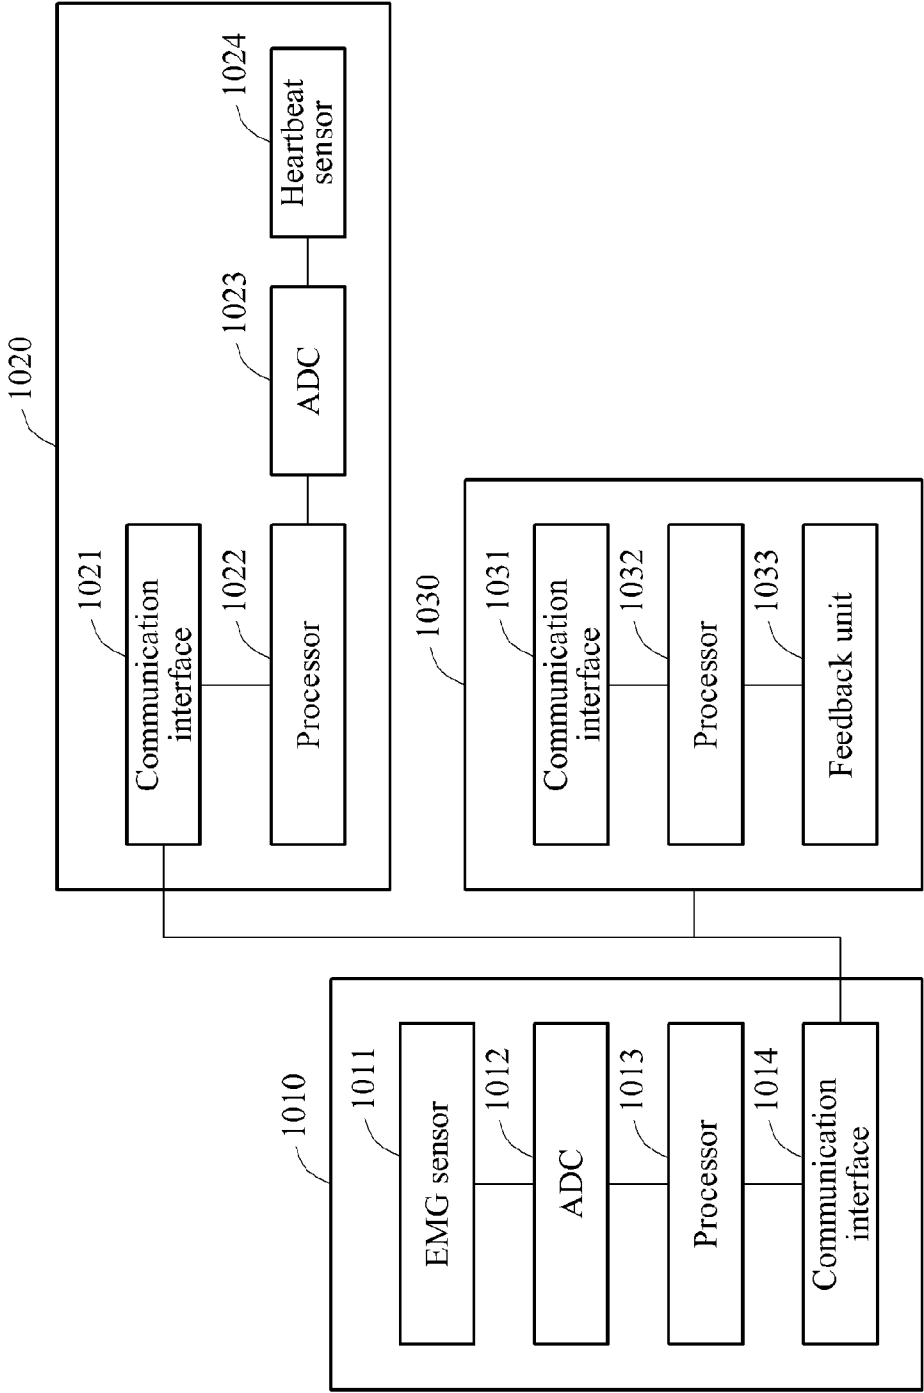 1010
1011
EMG sensor
1012
ADC
1013
Processor
1014
Communication
interface
1020
1021
Communication
interface
1022
Processor
1023
ADC
1024
Heartbeat
sensor
1030
1031
Communication
interface
1032
Processor
1033
Feedback unit